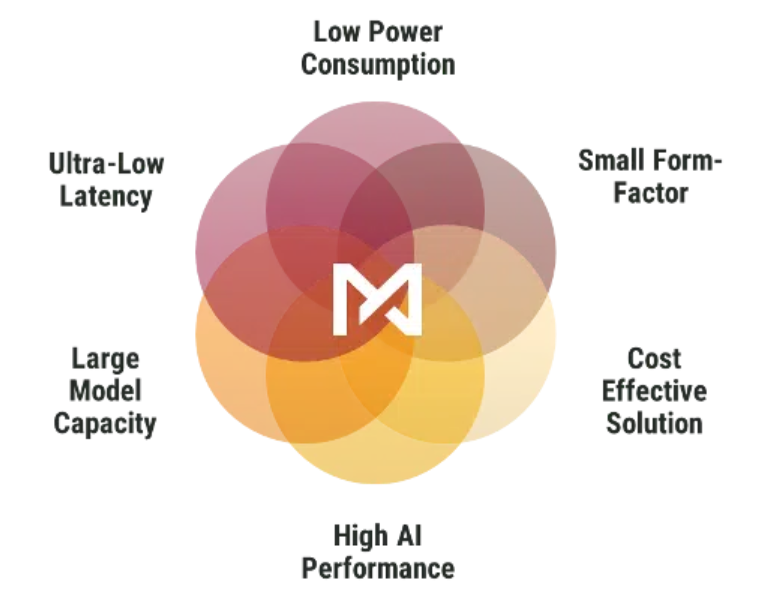 Low Power
Consumption
Ultra-Low
Latency
Small Form-
Factor
Large
Model
Capacity
Cost
Effective
Solution
High AI
Performance